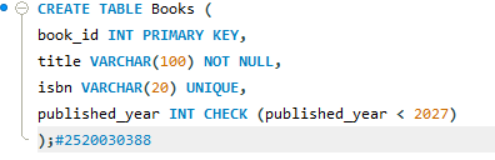 CREATE TABLE Books (
book_id INT PRIMARY KEY,
title VARCHAR(100) NOT NULL,
isbn VARCHAR(20) UNIQUE,
published_year INT CHECK (published_year < 2027)
);#2520030388